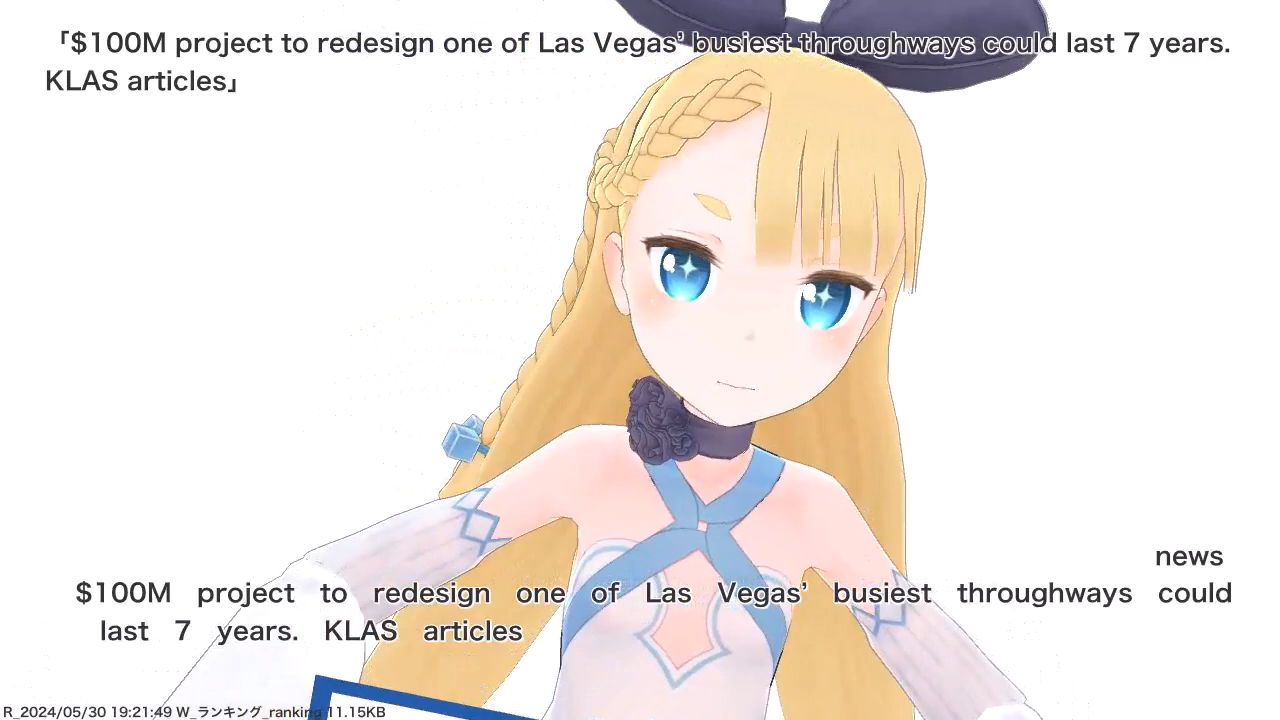 「$100M project to redesign one of Las Vegas’ busiest throughways could last 7 years.
KLAS articles」
news
$100M project to redesign one of Las Vegas’ busiest throughways could
last 7 years. KLAS articles
R_2024/05/30 19:21:49 W_ランキング_ranking 11.15KB